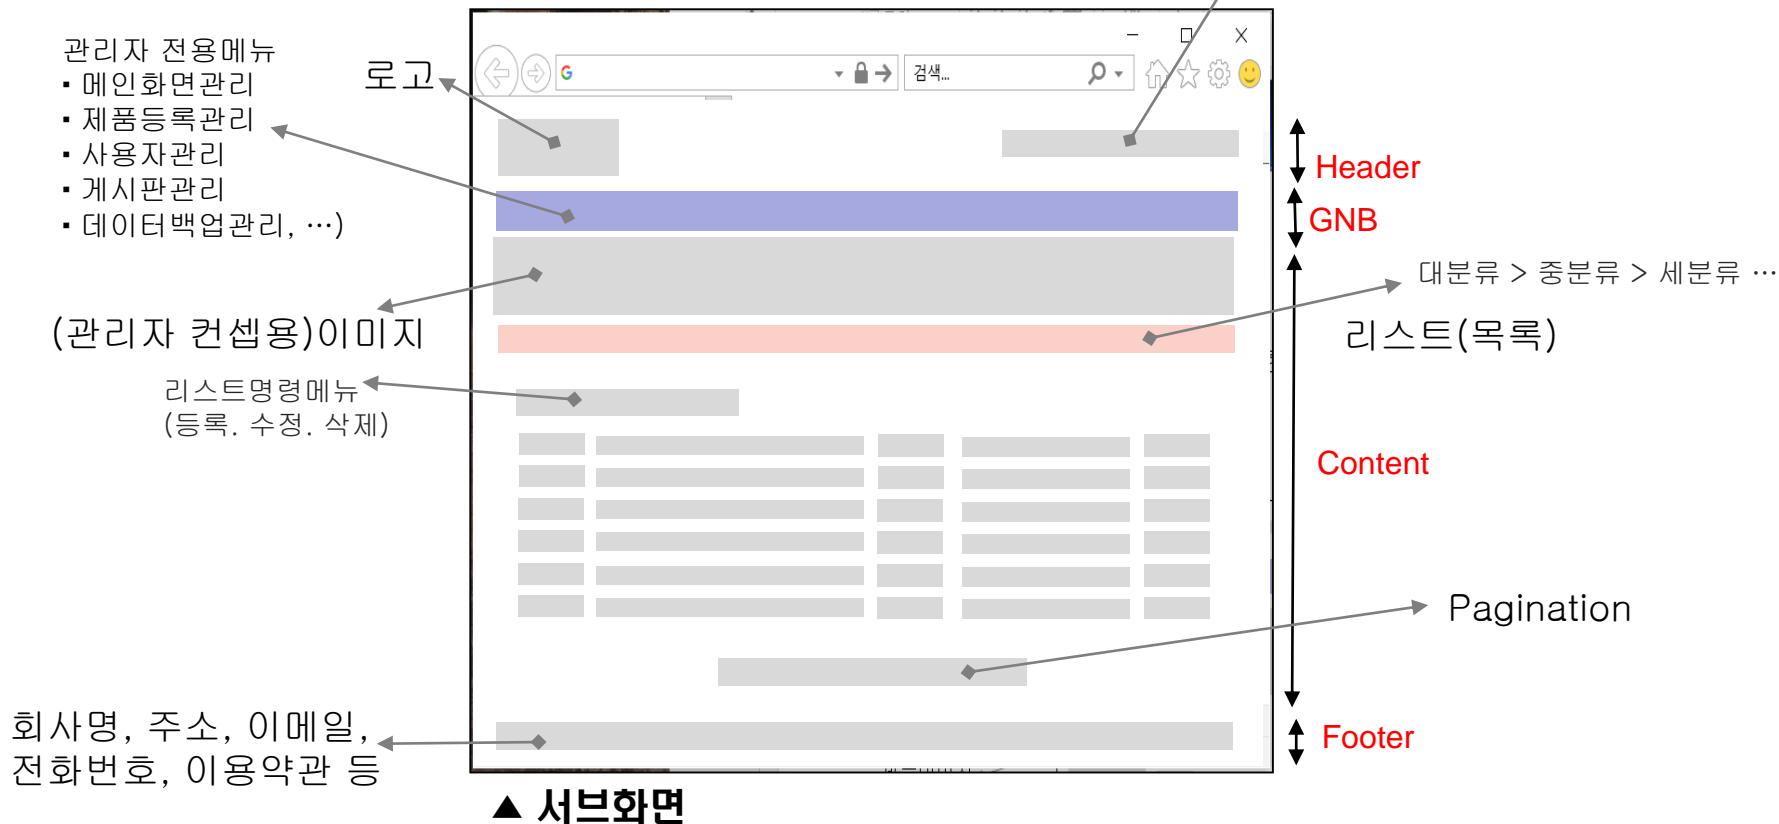 관리자 전용메뉴
▪ 메인화면관리
▪ 제품등록관리
▪ 사용자관리
▪ 게시판관리
▪ 데이터백업관리, …)
로고
G
검색...
Header
GNB
대분류 > 중분류 > 세분류 …
리스트(목록)
(관리자 컨셉용)이미지
리스트명령메뉴
(등록. 수정. 삭제)
Content
Pagination
회사명, 주소, 이메일,
전화번호, 이용약관 등
Footer
▲ 서브화면